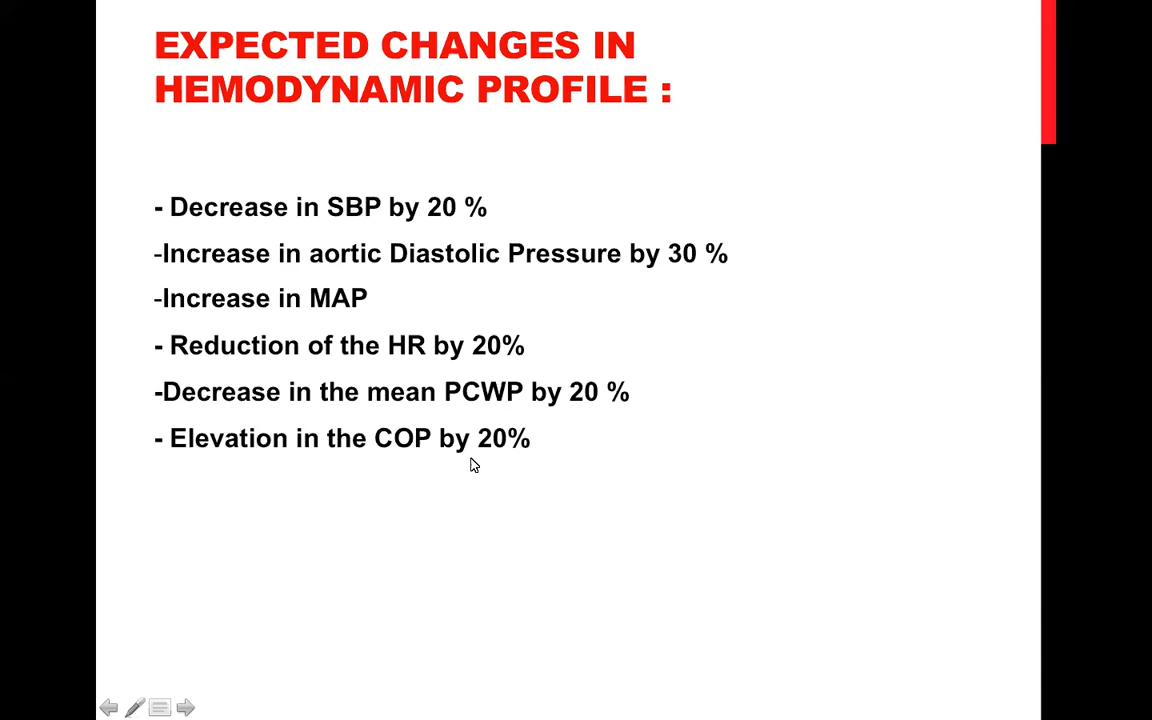 EXPECTED CHANGES IN
HEMODYNAMIC PROFILE :
- Decrease in SBP by 20 %
-Increase in aortic Diastolic Pressure by 30 %
-Increase in MAP
- Reduction of the HR by 20%
-Decrease in the mean PCWP by 20 %
- Elevation in the COP by 20%